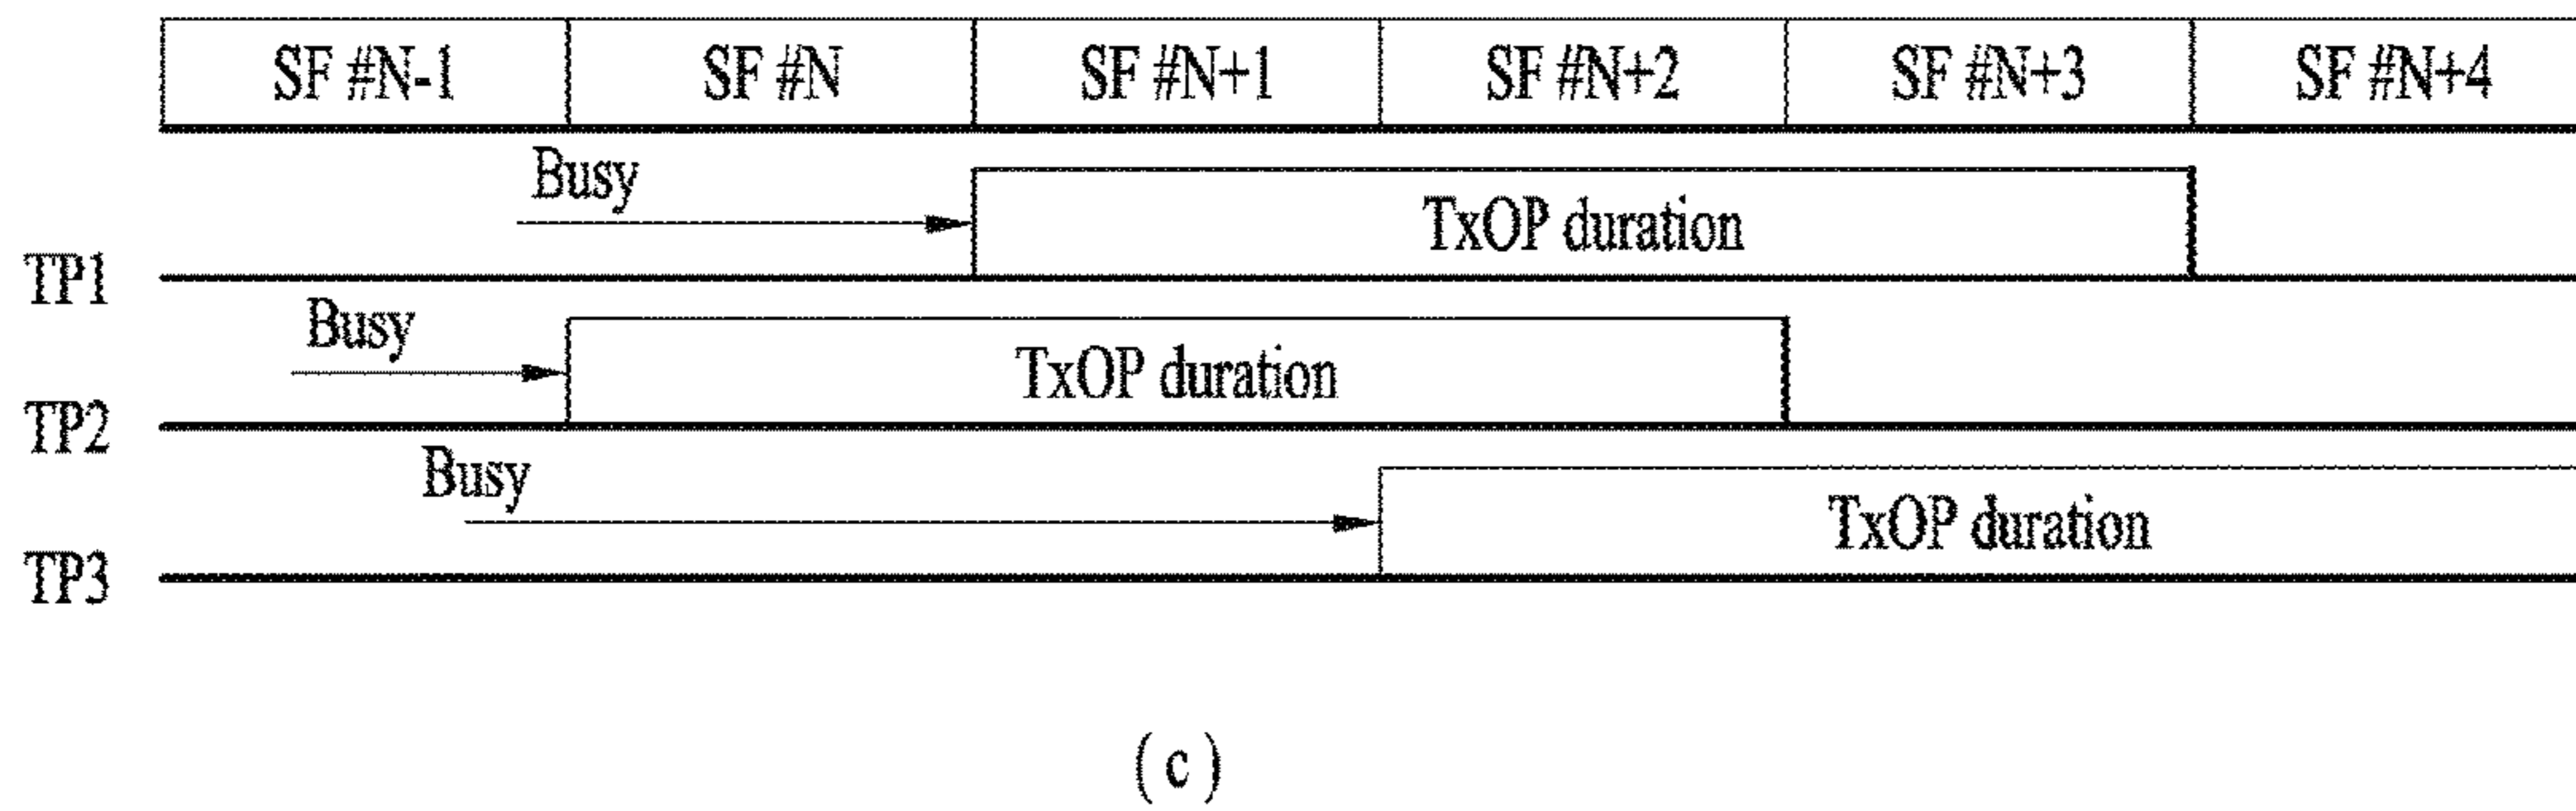 SF #N-1 SF #N SF #N+1 SF #N+2 SF #N+3 SF #N+4
Busy
TxOP duration
TP1
Busy
TxOP duration
TP2
Busy
TxOP duration
TP3
( c )